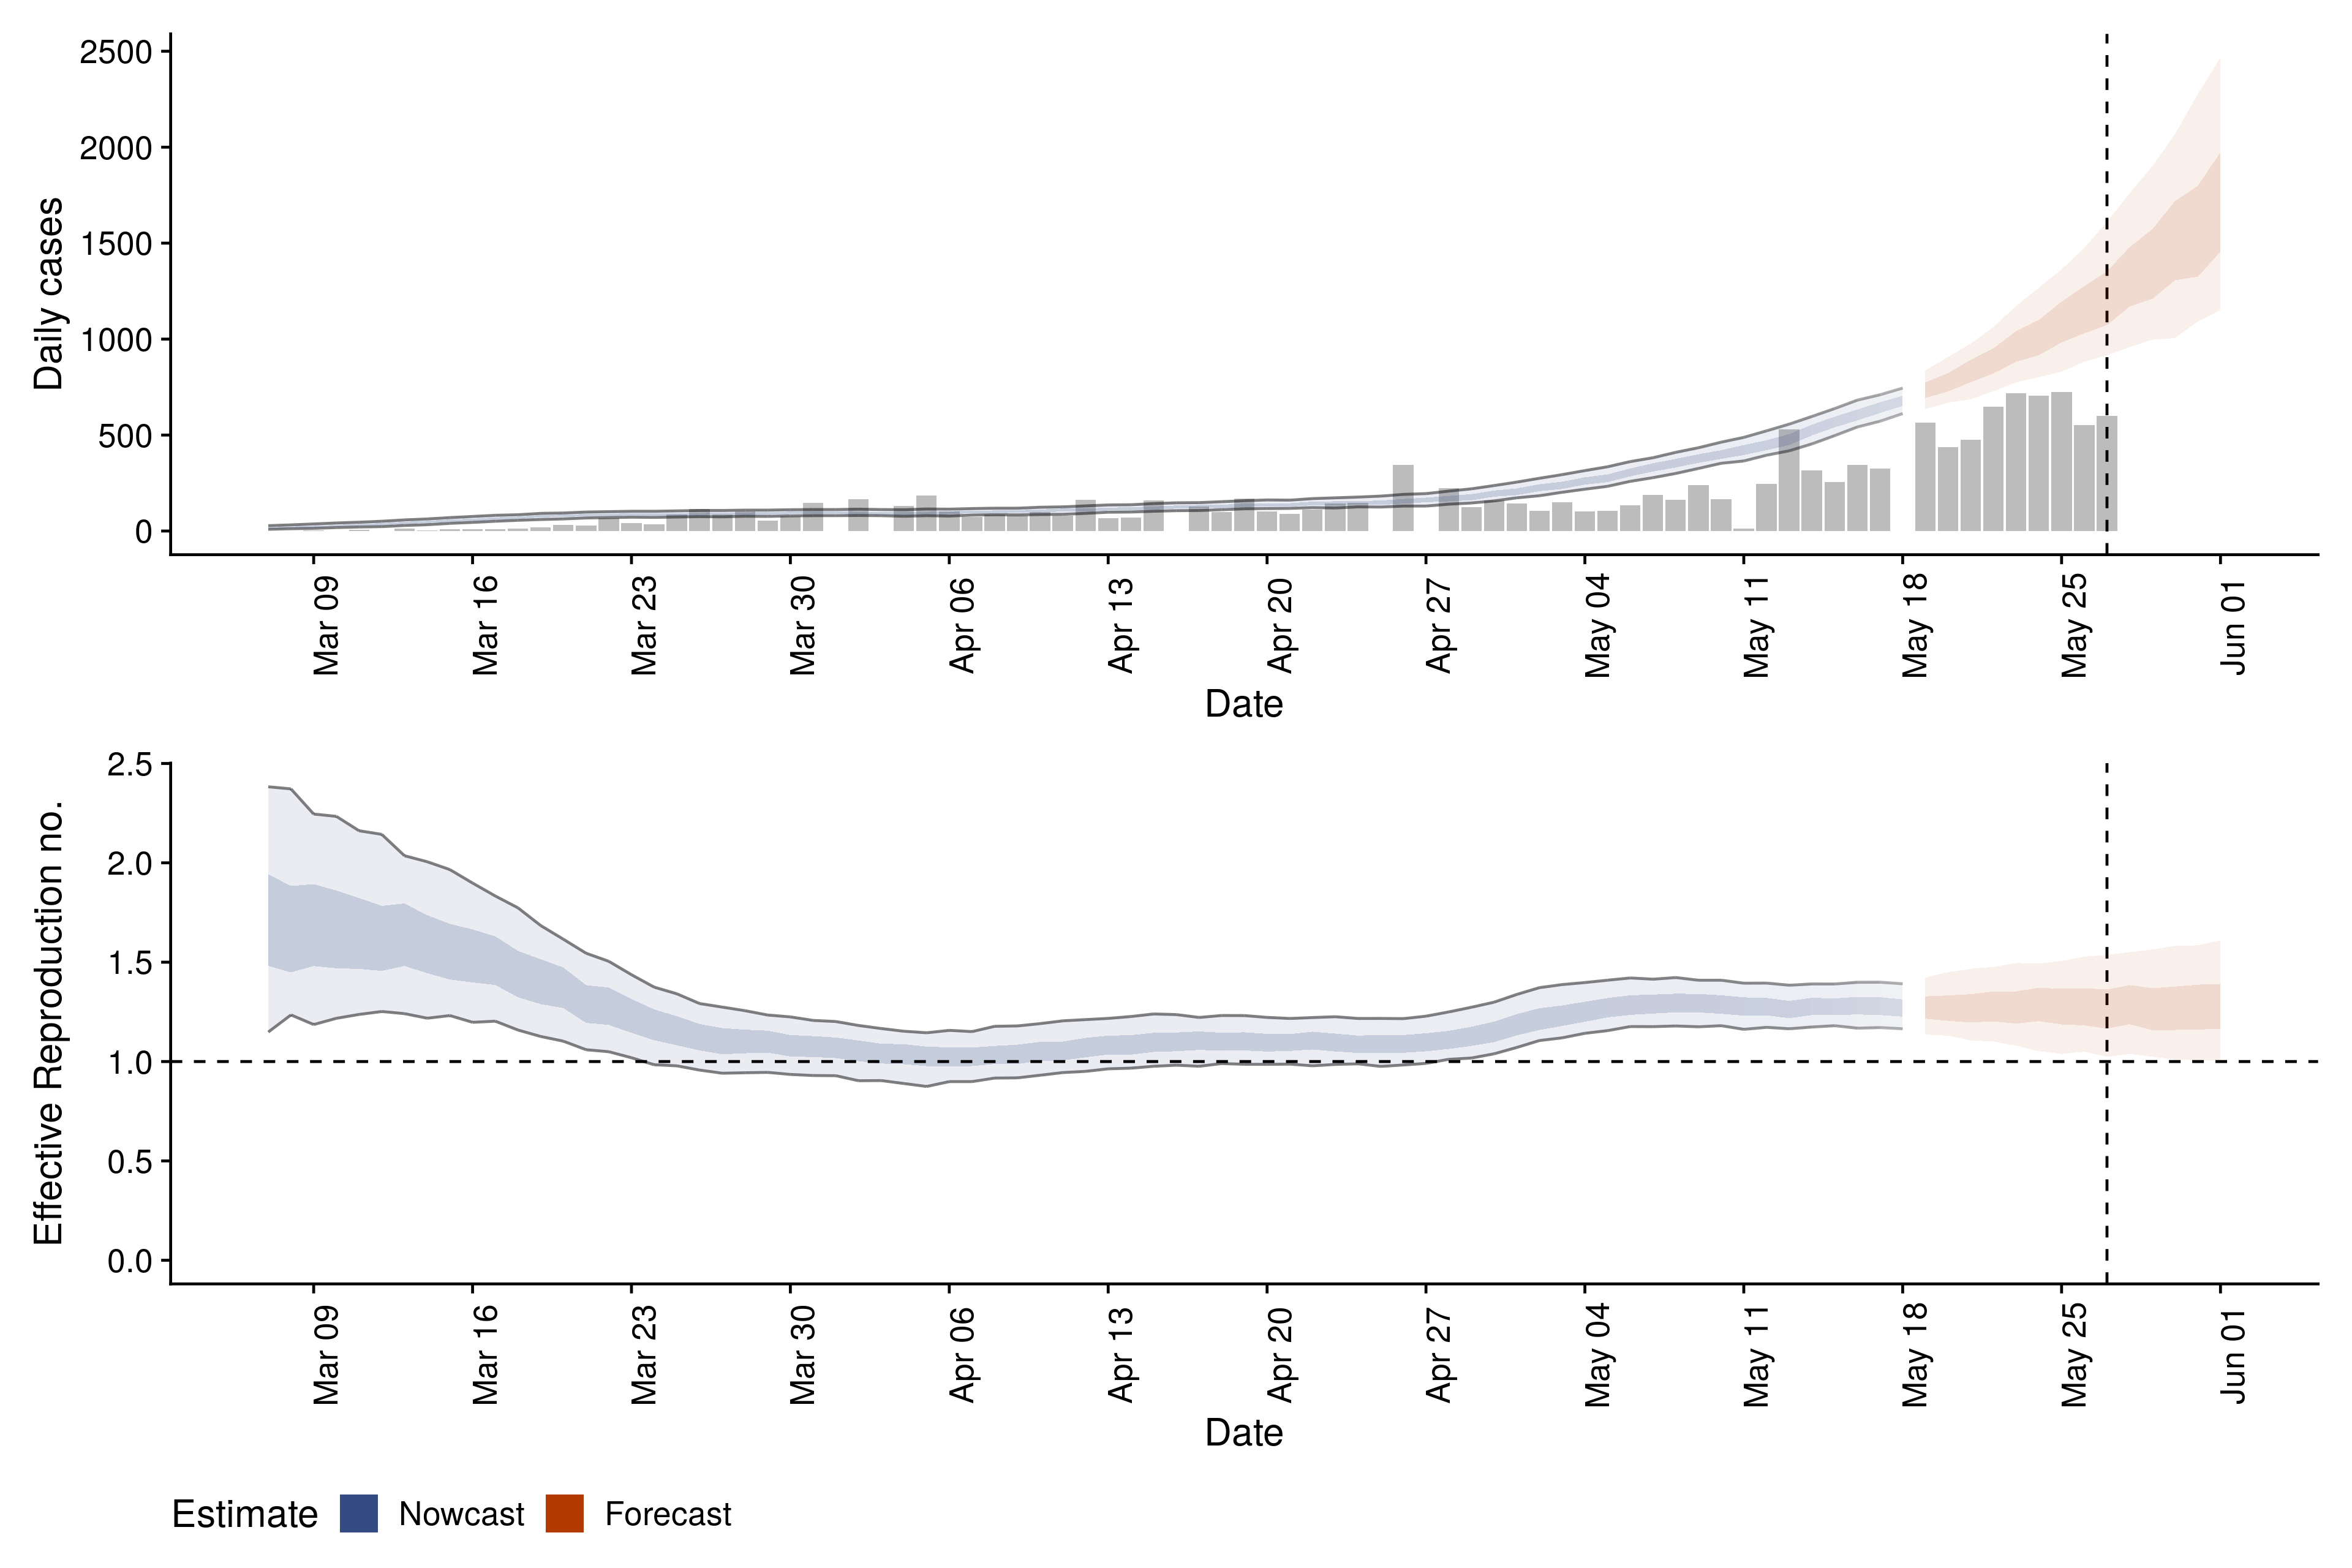 2500
2000
1500
1000
500
0
Daily cases
Mar 09 Mar 16 Mar 23 Mar 30 Apr 06 Apr 13 Apr 20 Apr 27 May 04 May 11 May 18 May 25 Jun 01
Date
2.5
2.0
1.5
1.0
0.5
0.0
Effective Reproduction no.
Mar 09 Mar 16 Mar 23 Mar 30 Apr 06 Apr 13 Apr 20 Apr 27 May 04 May 11 May 18 May 25 Jun 01
Date
Estimate Nowcast Forecast